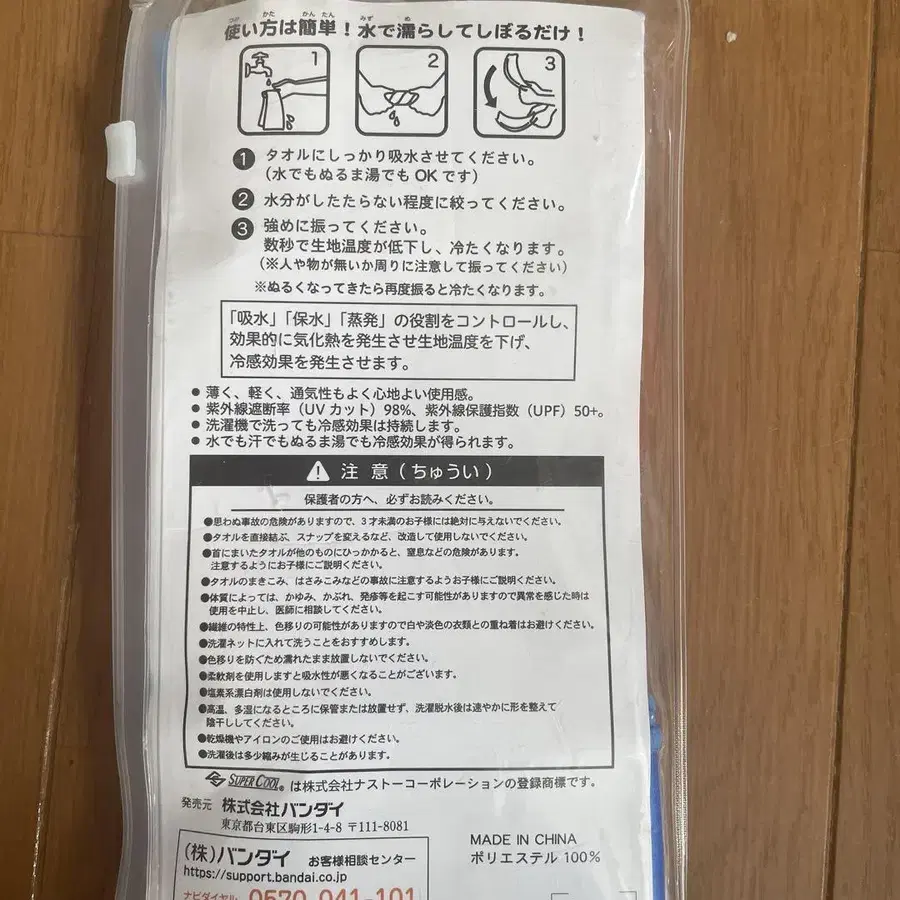 使い方は簡単！水で濡らしてしぼるだけ！
つか かた かん たん みず ぬ
1 2 3
❶ タオルにしっかり吸水させてください。
（水でもぬるま湯でもOKです）
❷ 水分がしたたらない程度に絞ってください。
❸ 強めに振ってください。
数秒で生地温度が低下し、冷たくなります。
（※人や物が無いか周りに注意して振ってください）
※ぬるくなってきたら再度振ると冷たくなります。
「吸水」「保水」「蒸発」の役割をコントロールし、
効果的に気化熱を発生させ生地温度を下げ、
冷感効果を発生させます。
● 薄く、軽く、通気性もよく心地よい使用感。
● 紫外線遮断率（UVカット）98%、紫外線保護指数（UPF）50+。
● 洗濯機で洗っても冷感効果は持続します。
● 水でも汗でもぬるま湯でも冷感効果が得られます。
⚠ 注意（ちゅうい）
保護者の方へ、必ずお読みください。
●思わぬ事故の危険がありますので、3才未満のお子様には絶対に与えないでください。
●タオルを直接結ぶ、スナップを変えるなど、改造して使用しないでください。
●首にまいたタオルが他のものにひっかかると、窒息などの危険があります。
注意するようにお子様にご説明ください。
●タオルのまきこみ、はさみこみなどの事故に注意するようお子様にご説明ください。
●体質によっては、かゆみ、かぶれ、発疹等を起こす可能性がありますので異常を感じた時は
使用を中止し、医師に相談してください。
●繊維の特性上、色移りの可能性がありますので白や淡色の衣類との重ね着はお避けください。
●洗濯ネットに入れて洗うことをおすすめします。
●色移りを防ぐため濡れたまま放置しないでください。
●柔軟剤を使用しますと吸水性が悪くなることがございます。
●塩素系漂白剤は使用しないでください。
●高温、多湿になるところに保管または放置せず、洗濯脱水後は速やかに形を整えて
陰干ししてください。
●乾燥機やアイロンのご使用はお避けください。
●洗濯後は多少縮みが生じることがあります。
SUPER COOL® は株式会社ナストーコーポレーションの登録商標です。
発売元 株式会社バンダイ
東京都台東区駒形1-4-8 〒111-8081
(株)バンダイ お客様相談センター
https://support.bandai.co.jp
ナビダイヤル 0570-041-101
MADE IN CHINA
ポリエステル 100%